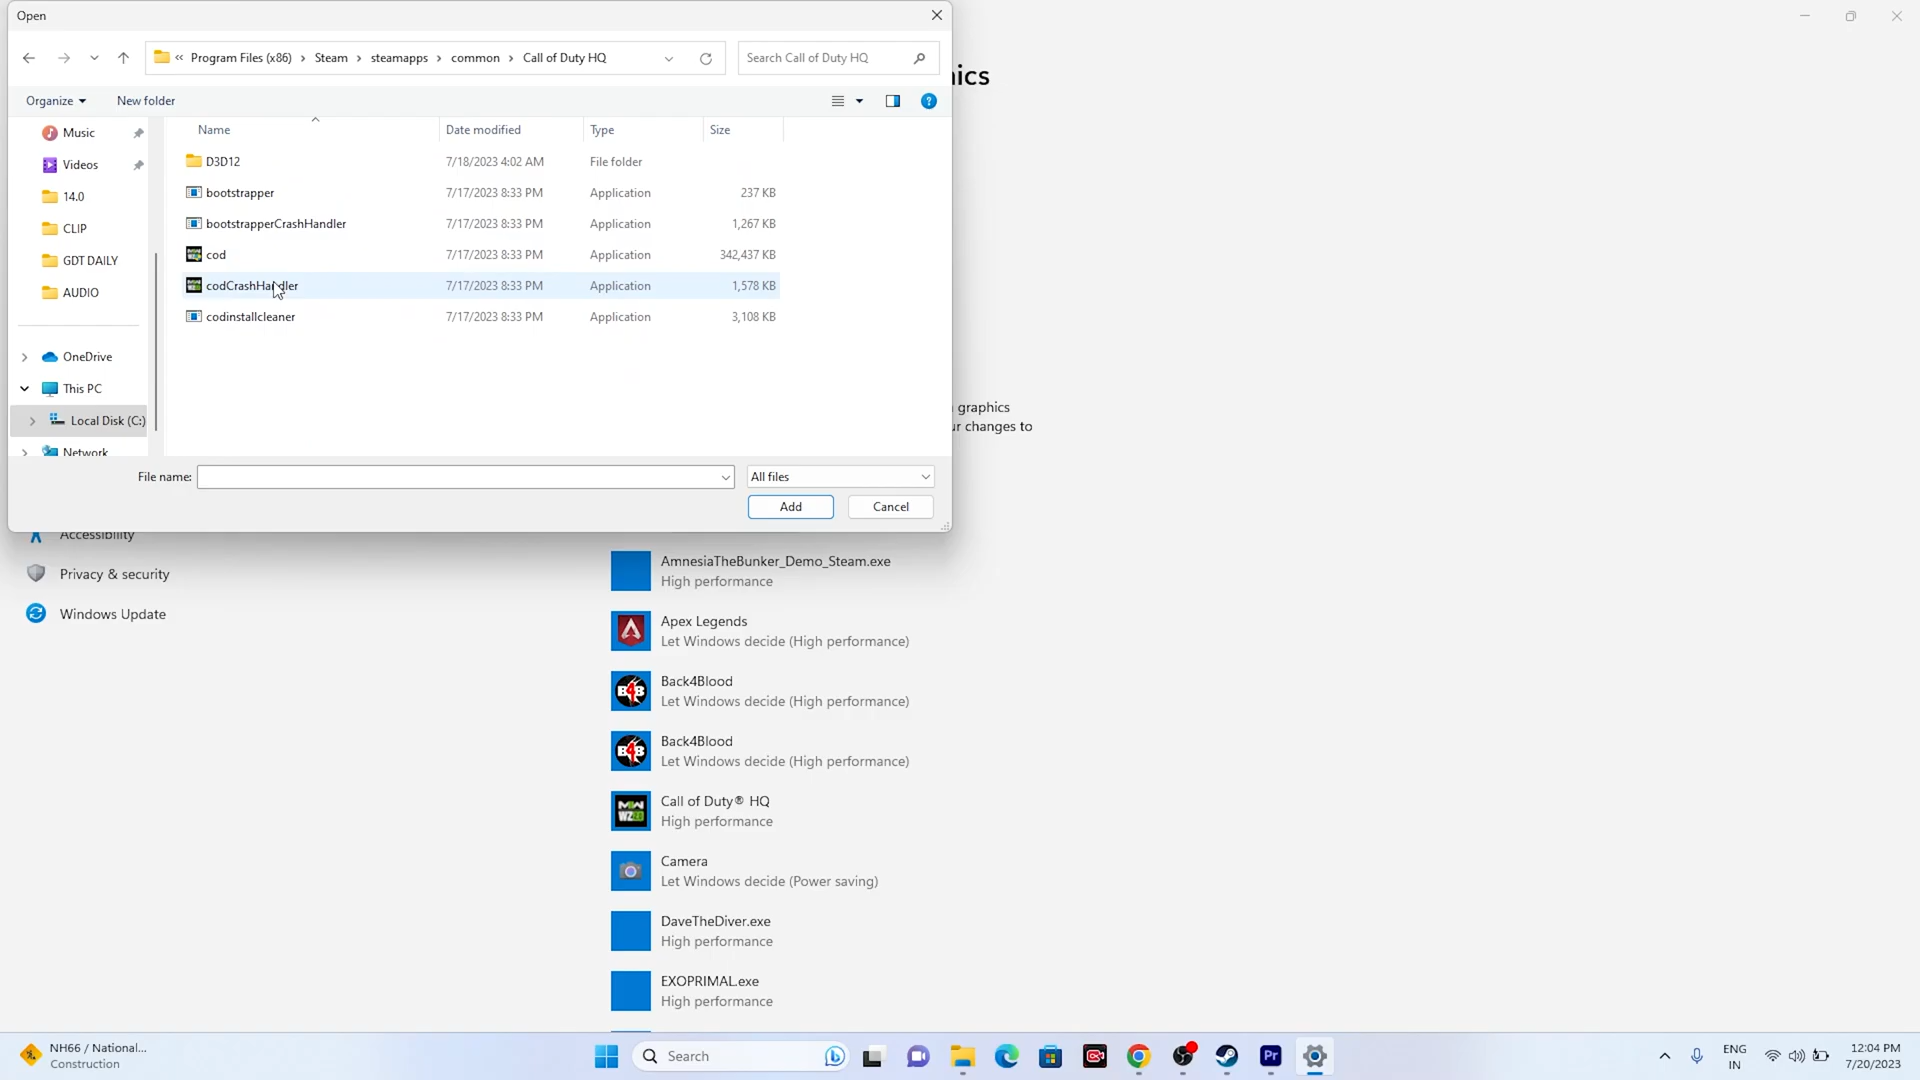 Open
« Program Files (x86) › Steam › steamapps › common › Call of Duty HQ
Search Call of Duty HQ
Organize
New folder
Music
Videos
14.0
CLIP
GDT DAILY
AUDIO
OneDrive
This PC
Local Disk (C:)
Network
Name Date modified Type Size
D3D12 7/18/2023 4:02 AM File folder
bootstrapper 7/17/2023 8:33 PM Application 237 KB
bootstrapperCrashHandler 7/17/2023 8:33 PM Application 1,267 KB
cod 7/17/2023 8:33 PM Application 342,437 KB
codCrashHandler 7/17/2023 8:33 PM Application 1,578 KB
codinstallcleaner 7/17/2023 8:33 PM Application 3,108 KB
File name:
All files
Add
Cancel
ics
graphics
ur changes to
Accessibility
Privacy & security
Windows Update
AmnesiaTheBunker_Demo_Steam.exe
High performance
Apex Legends
Let Windows decide (High performance)
B4B
Back4Blood
Let Windows decide (High performance)
B4B
Back4Blood
Let Windows decide (High performance)
Call of Duty® HQ
High performance
Camera
Let Windows decide (Power saving)
DaveTheDiver.exe
High performance
EXOPRIMAL.exe
High performance
NH66 / National...
Construction
Search
Pr
ENG
IN
12:04 PM
7/20/2023